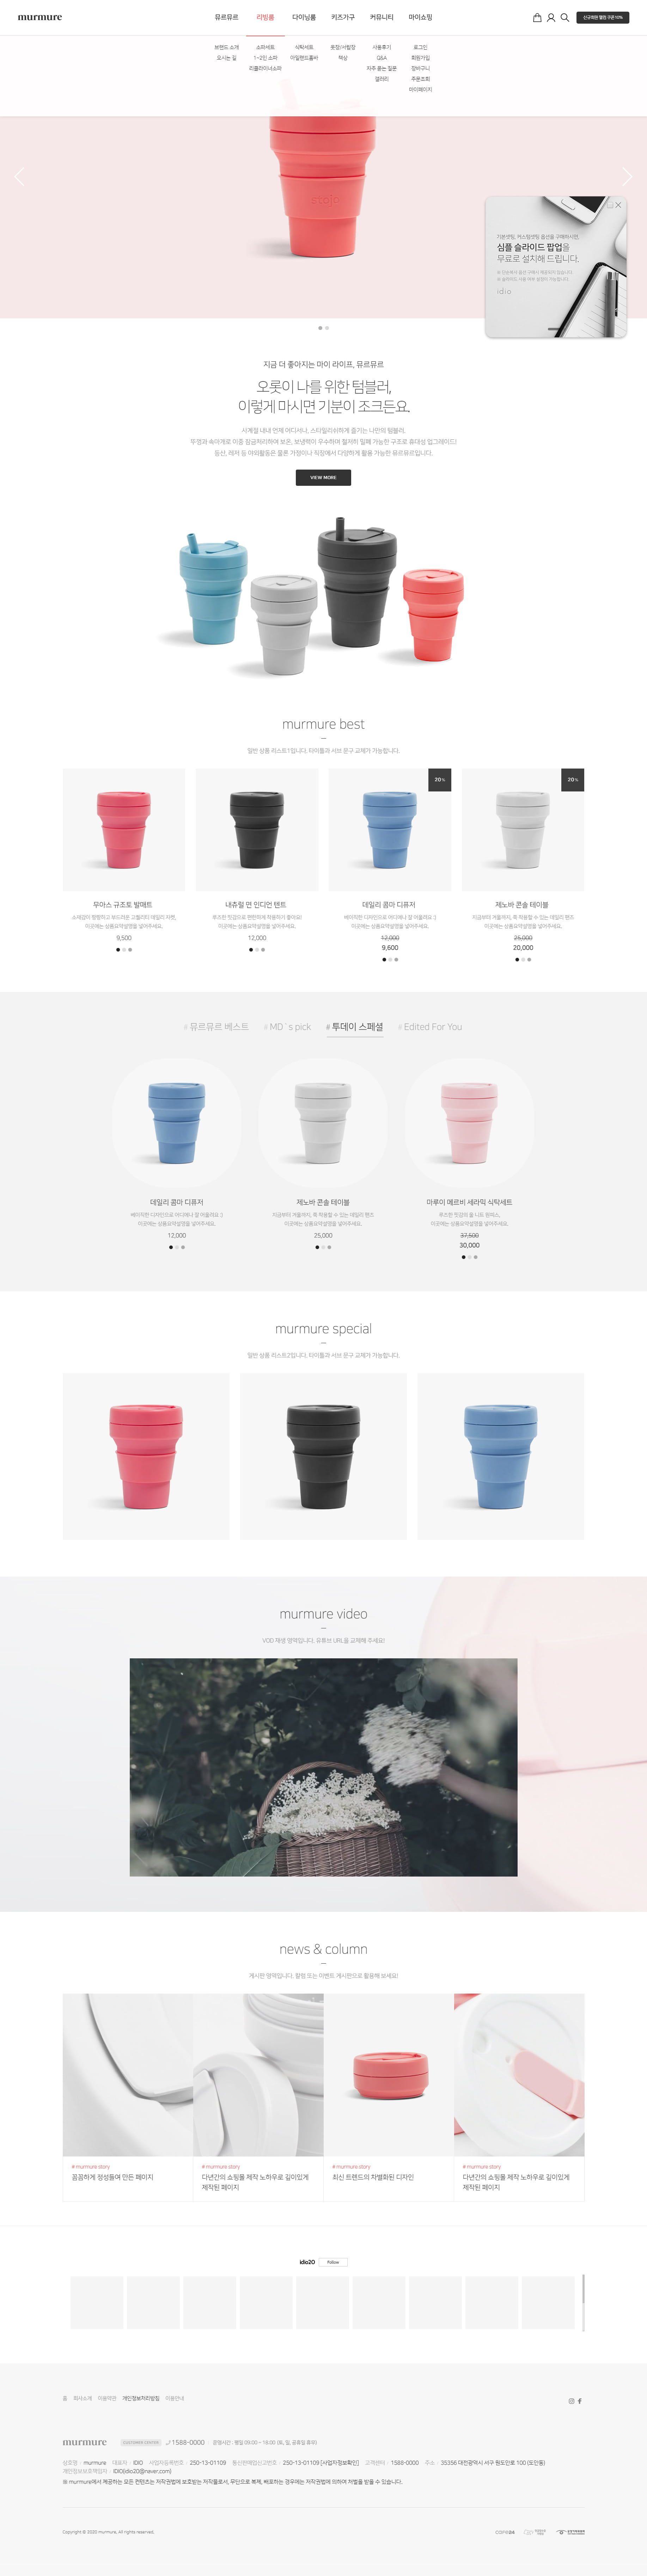 murmure
뮤르뮤르 리빙룸 다이닝룸 키즈가구 커뮤니티 마이쇼핑
신규회원 웰컴 쿠폰 10%
브랜드 소개 소파세트 식탁세트 옷장/서랍장 사용후기 로그인
오시는 길 1~2인 소파 아일랜드홈바 책상 Q&A 회원가입
리클라이너소파 자주 묻는 질문 장바구니
갤러리 주문조회
마이페이지
기본셋팅, 커스텀셋팅 옵션을 구매하시면,
심플 슬라이드 팝업을
무료로 설치해 드립니다.
idio
지금 더 좋아지는 마이 라이프, 뮤르뮤르
오롯이 나를 위한 텀블러,
이렇게 마시면 기분이 조크든요.
사계절 내내 언제 어디서나, 스타일리쉬하게 즐기는 나만의 텀블러.
뚜껑과 속마개로 이중 잠금처리하여 보온, 보냉력이 우수하며 철저히 밀폐 가능한 구조로 휴대성 업그레이드!
등산, 레저 등 야외활동은 물론 가정이나 직장에서 다양하게 활용 가능한 뮤르뮤르입니다.
VIEW MORE
murmure best
일반 상품 리스트1입니다. 타이틀과 서브 문구 교체가 가능합니다.
20%
20%
무마스 규조토 발매트
소재감이 탐탐하고 부드러운 고퀄리티 데일리 자켓,
이곳에는 상품요약설명을 넣어주세요.
9,500
내츄럴 면 인디언 텐트
루즈한 핏감으로 편안하게 착용하기 좋아요!
이곳에는 상품요약설명을 넣어주세요.
12,000
데일리 콤마 디퓨저
베이직한 디자인으로 어디에나 잘 어울려요 :)
이곳에는 상품요약설명을 넣어주세요.
12,000
9,600
제노바 콘솔 테이블
지금부터 겨울까지, 쭉 착용할 수 있는 데일리 팬츠
이곳에는 상품요약설명을 넣어주세요.
25,000
20,000
# 뮤르뮤르 베스트 # MD`s pick # 투데이 스페셜 # Edited For You
데일리 콤마 디퓨저
베이직한 디자인으로 어디에나 잘 어울려요 :)
이곳에는 상품요약설명을 넣어주세요.
12,000
제노바 콘솔 테이블
지금부터 겨울까지, 쭉 착용할 수 있는 데일리 팬츠
이곳에는 상품요약설명을 넣어주세요.
25,000
마루이 메르비 세라믹 식탁세트
루즈한 핏감의 울 니트 원피스,
이곳에는 상품요약설명을 넣어주세요.
37,500
30,000
murmure special
일반 상품 리스트2입니다. 타이틀과 서브 문구 교체가 가능합니다.
murmure video
VOD 재생 영역입니다. 유튜브 URL을 교체해 주세요!
news & column
게시판 영역입니다. 칼럼 또는 이벤트 게시판으로 활용해 보세요!
# murmure story
꼼꼼하게 정성들여 만든 페이지
# murmure story
다년간의 쇼핑몰 제작 노하우로 깊이있게
제작된 페이지
# murmure story
최신 트렌드의 차별화된 디자인
# murmure story
다년간의 쇼핑몰 제작 노하우로 깊이있게
제작된 페이지
idio20 Follow
홈 회사소개 이용약관 개인정보처리방침 이용안내
murmure CUSTOMER CENTER 1588-0000 운영시간 : 평일 09:00 ~ 18:00 (토, 일, 공휴일 휴무)
상호명 : murmure 대표자 : IDIO 사업자등록번호 : 250-13-01109 통신판매업신고번호 : 250-13-01109 [사업자정보확인] 고객센터 : 1588-0000 주소 : 35356 대전광역시 서구 원도안로 100 (도안동)
개인정보보호책임자 : IDIO(idio20@naver.com)
※ murmure에서 제공하는 모든 컨텐츠는 저작권법에 보호받는 저작물로서, 무단으로 복제, 배포하는 경우에는 저작권법에 의하여 처벌을 받을 수 있습니다.
Copyright © 2020 murmure, All rights reserved.